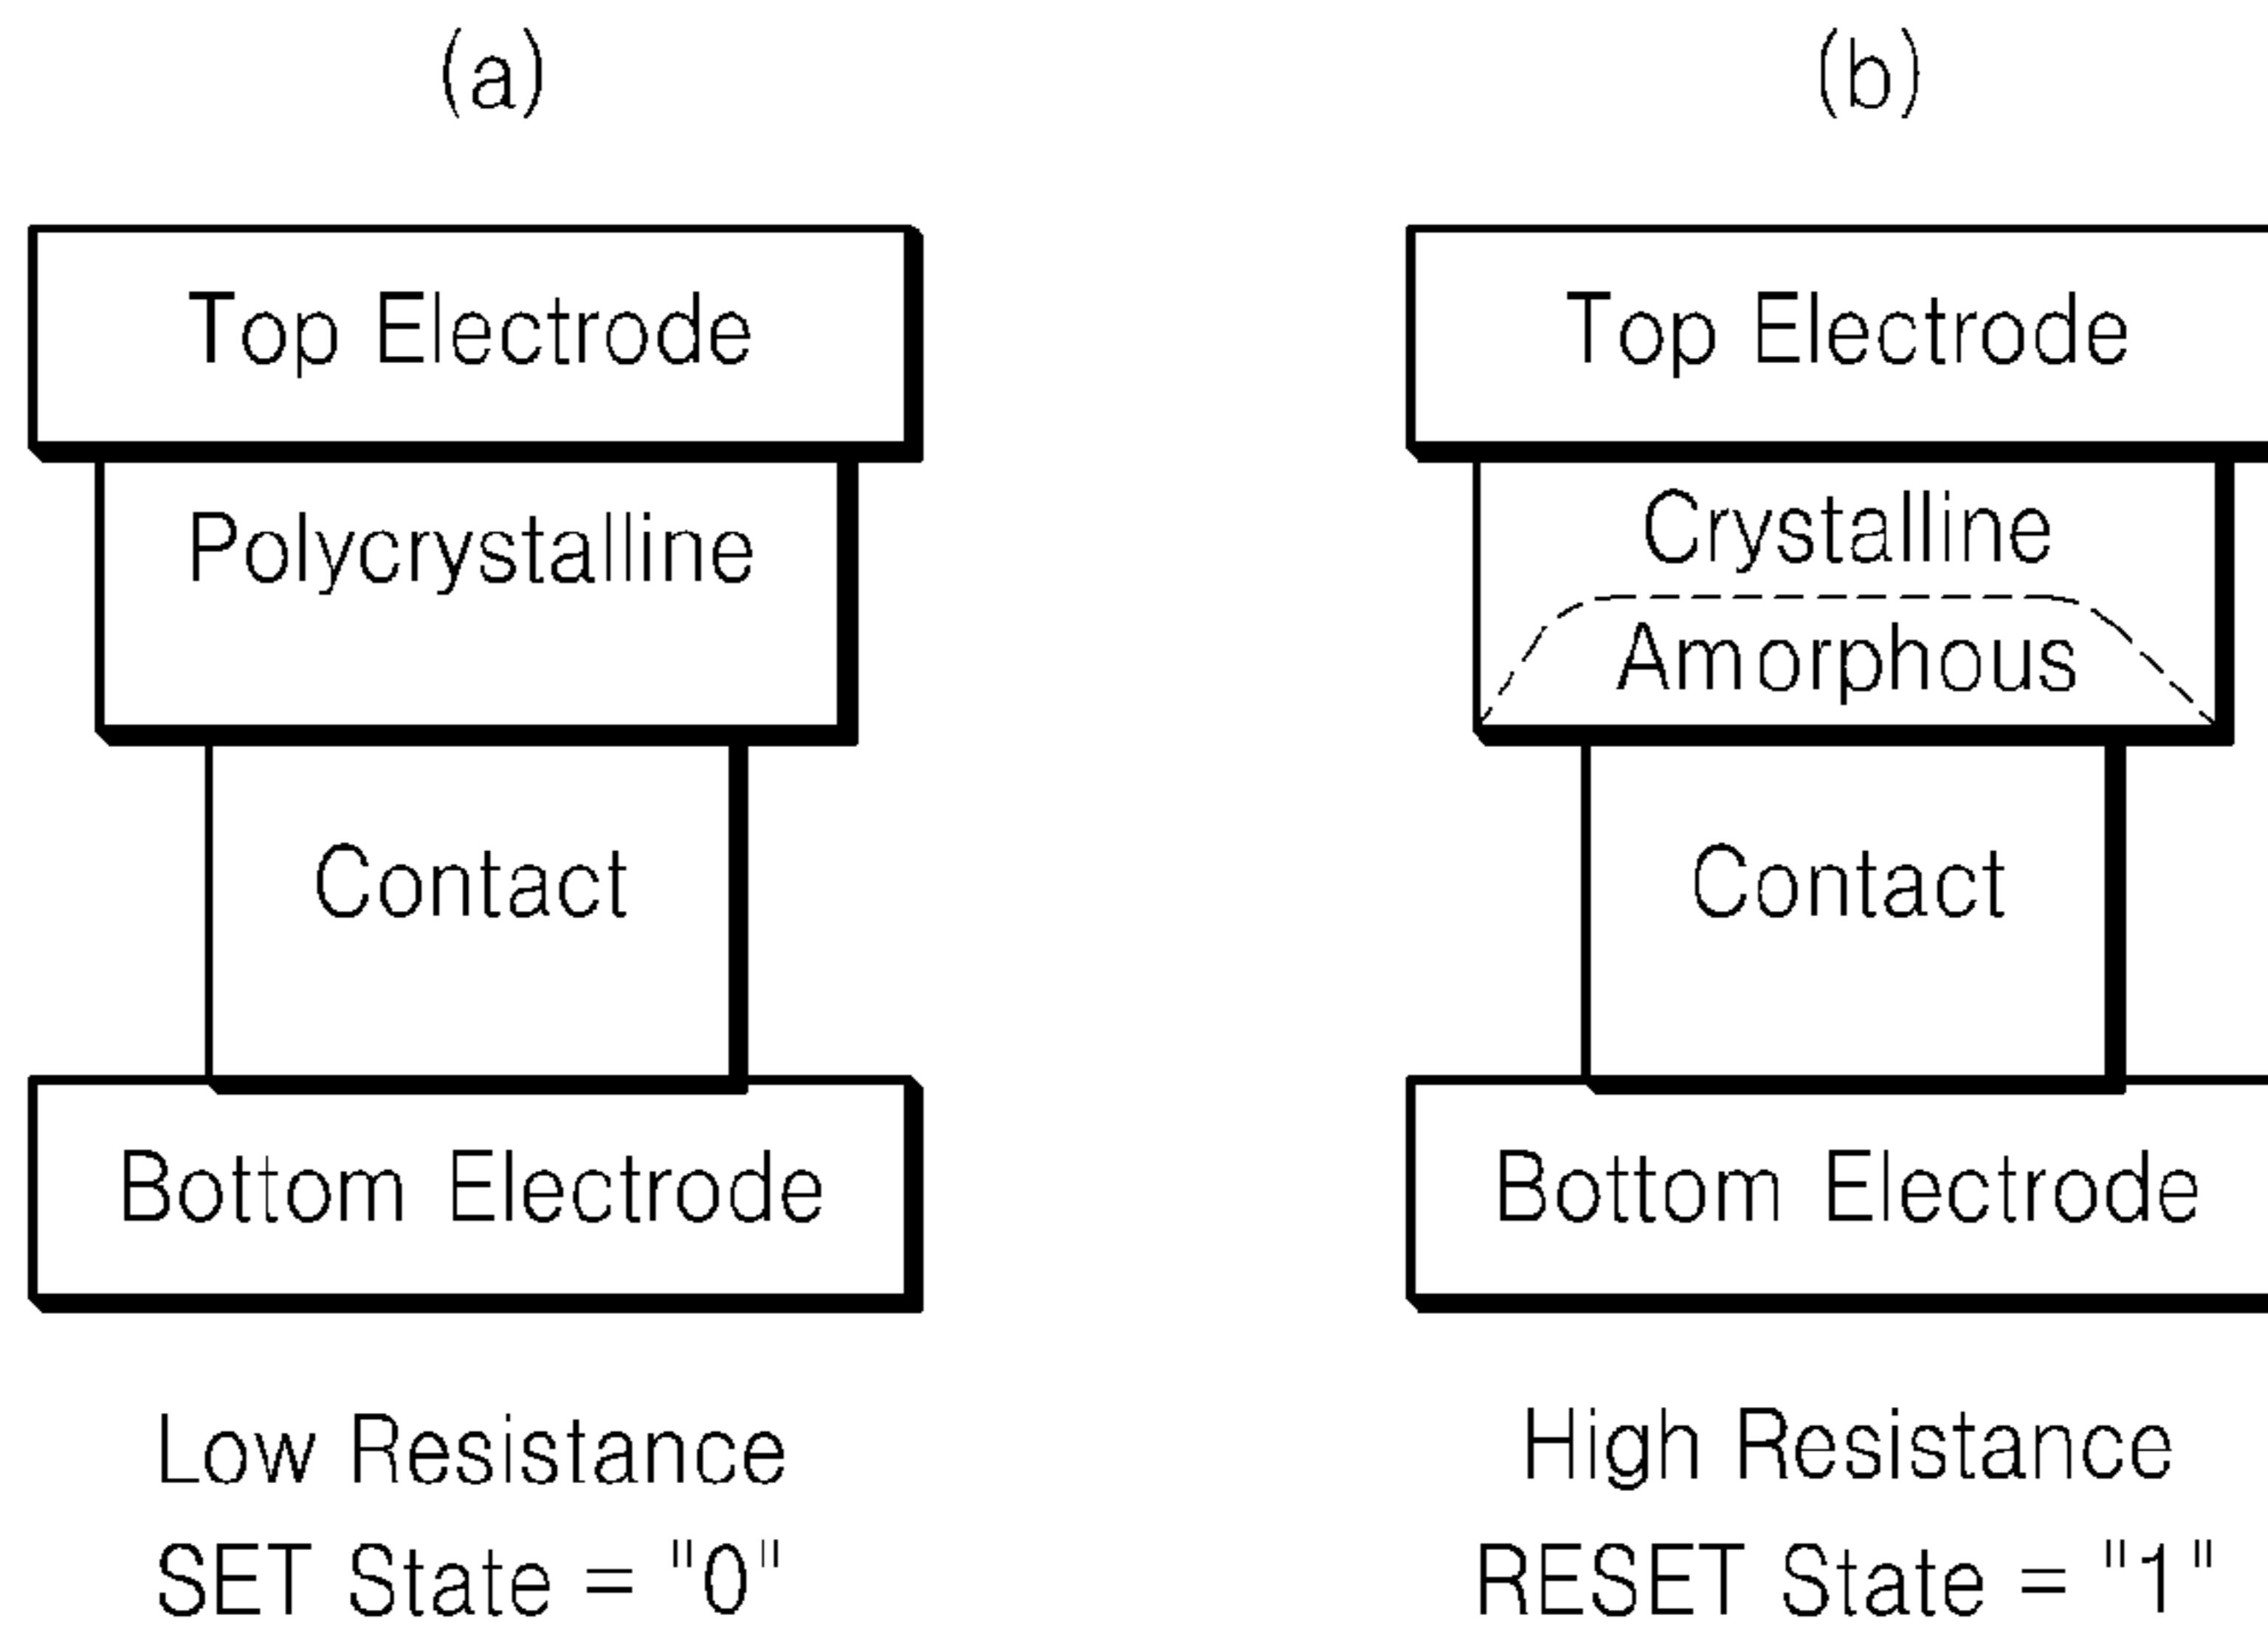 (a)
Top Electrode
Polycrystalline
Contact
Bottom Electrode
Low Resistance
SET State = "0"
(b)
Top Electrode
Crystalline
Amorphous
Contact
Bottom Electrode
High Resistance
RESET State = "1"